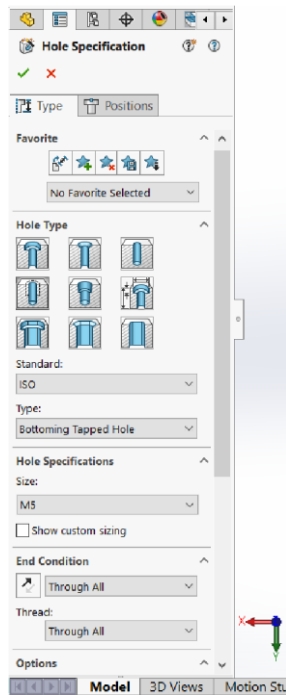 Hole Specification
Type
Positions
Favorite
No Favorite Selected
Hole Type
Standard:
ISO
Type:
Bottoming Tapped Hole
Hole Specifications
Size:
M5
Show custom sizing
End Condition
Through All
Thread:
Through All
Options
X
Y
Model 3D Views Motion Stu